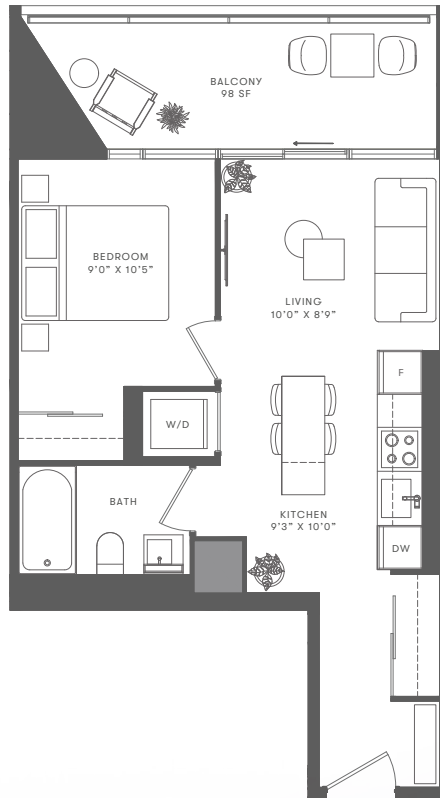 BALCONY
98 SF
BEDROOM
9'0" X 10'5"
LIVING
10'0" X 8'9"
F
W/D
BATH
KITCHEN
9'3" X 10'0"
DW